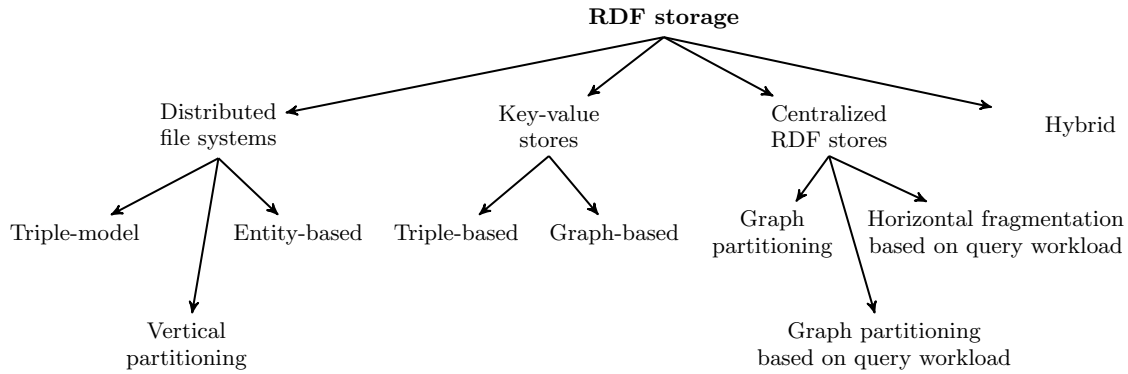 RDF storage
Distributed
file systems
Key-value
stores
Centralized
RDF stores
Hybrid
Triple-model
Entity-based
Triple-based
Graph-based
Graph
partitioning
Horizontal fragmentation
based on query workload
Vertical
partitioning
Graph partitioning
based on query workload